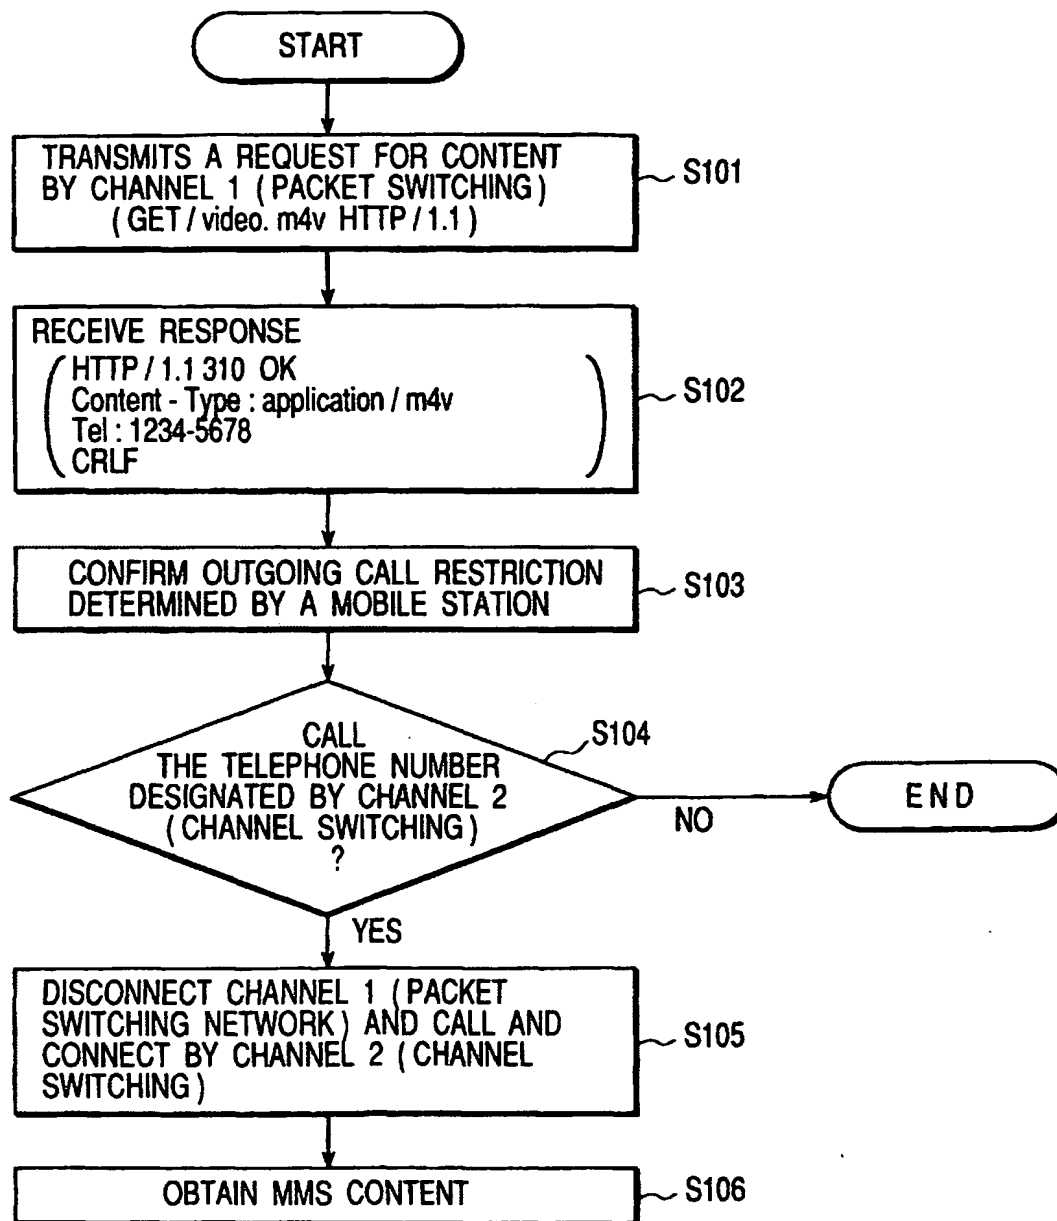 START
TRANSMITS A REQUEST FOR CONTENT
BY CHANNEL 1 (PACKET SWITCHING)
(GET / video. m4v HTTP / 1.1)
S101
RECEIVE RESPONSE
HTTP / 1.1 310 OK
Content - Type : application / m4v
Tel : 1234-5678
CRLF
S102
CONFIRM OUTGOING CALL RESTRICTION
DETERMINED BY A MOBILE STATION
S103
CALL
THE TELEPHONE NUMBER
DESIGNATED BY CHANNEL 2
(CHANNEL SWITCHING)
?
S104
NO
END
YES
DISCONNECT CHANNEL 1 (PACKET
SWITCHING NETWORK) AND CALL AND
CONNECT BY CHANNEL 2 (CHANNEL
SWITCHING)
S105
OBTAIN MMS CONTENT
S106